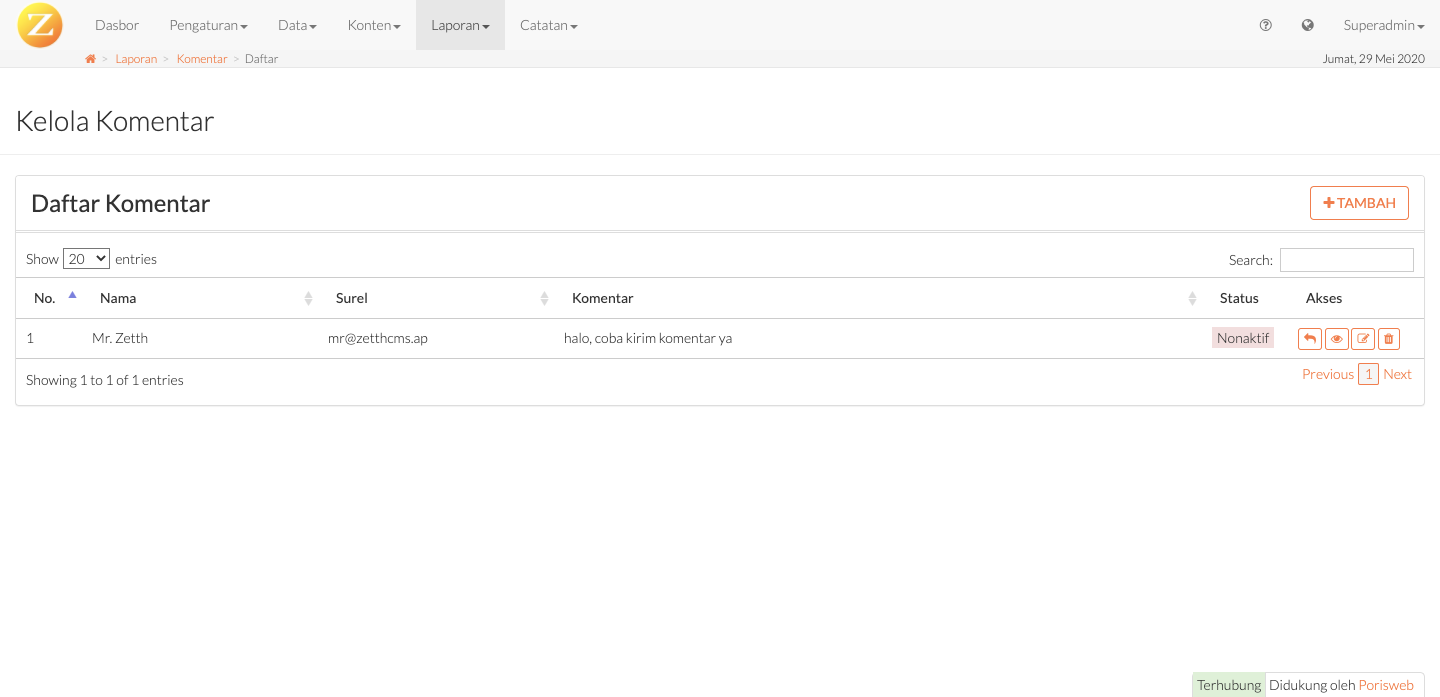 Z Dasbor Pengaturan Data Konten Laporan Catatan Superadmin
> Laporan > Komentar > Daftar Jumat, 29 Mei 2020
Kelola Komentar
Daftar Komentar TAMBAH
Show 20 entries Search:
No. Nama Surel Komentar Status Akses
1 Mr. Zetth mr@zetthcms.ap halo, coba kirim komentar ya Nonaktif
Showing 1 to 1 of 1 entries Previous 1 Next
Terhubung Didukung oleh Porisweb